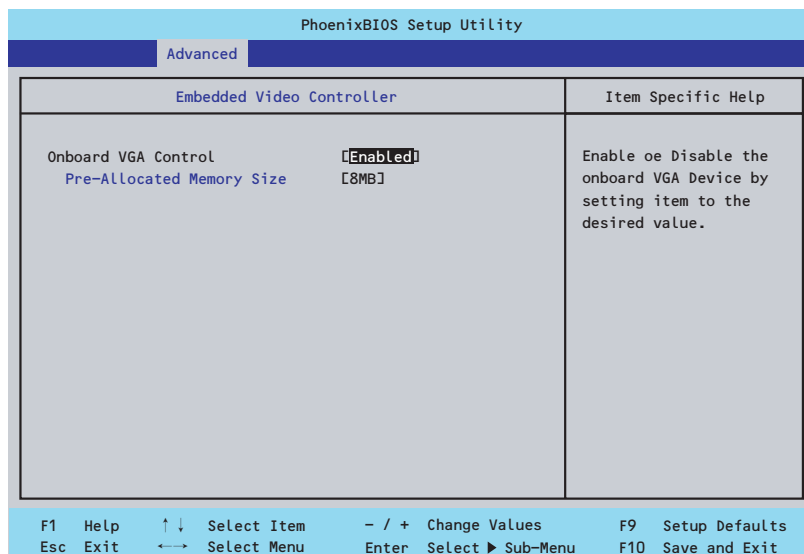 PhoenixBIOS Setup Utility
Advanced
Embedded Video Controller
Item Specific Help
Onboard VGA Control [Enabled]
Pre-Allocated Memory Size [8MB]
Enable oe Disable the
onboard VGA Device by
setting item to the
desired value.
F1 Help ↑↓ Select Item - / + Change Values F9 Setup Defaults
Esc Exit ←→ Select Menu Enter Select ▶ Sub-Menu F10 Save and Exit